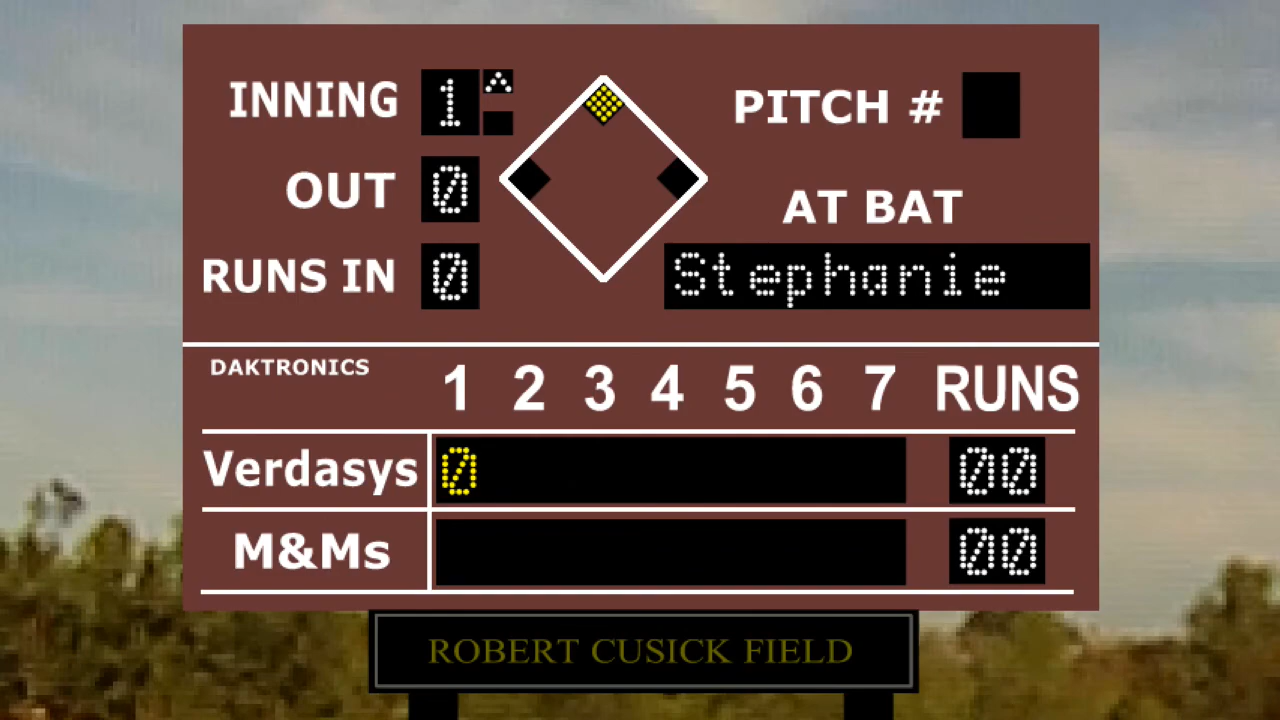 INNING 1
PITCH #
OUT 0
AT BAT
RUNS IN 0
Stephanie
DAKTRONICS 1 2 3 4 5 6 7 RUNS
Verdasys 0 00
M&Ms 00
ROBERT CUSICK FIELD